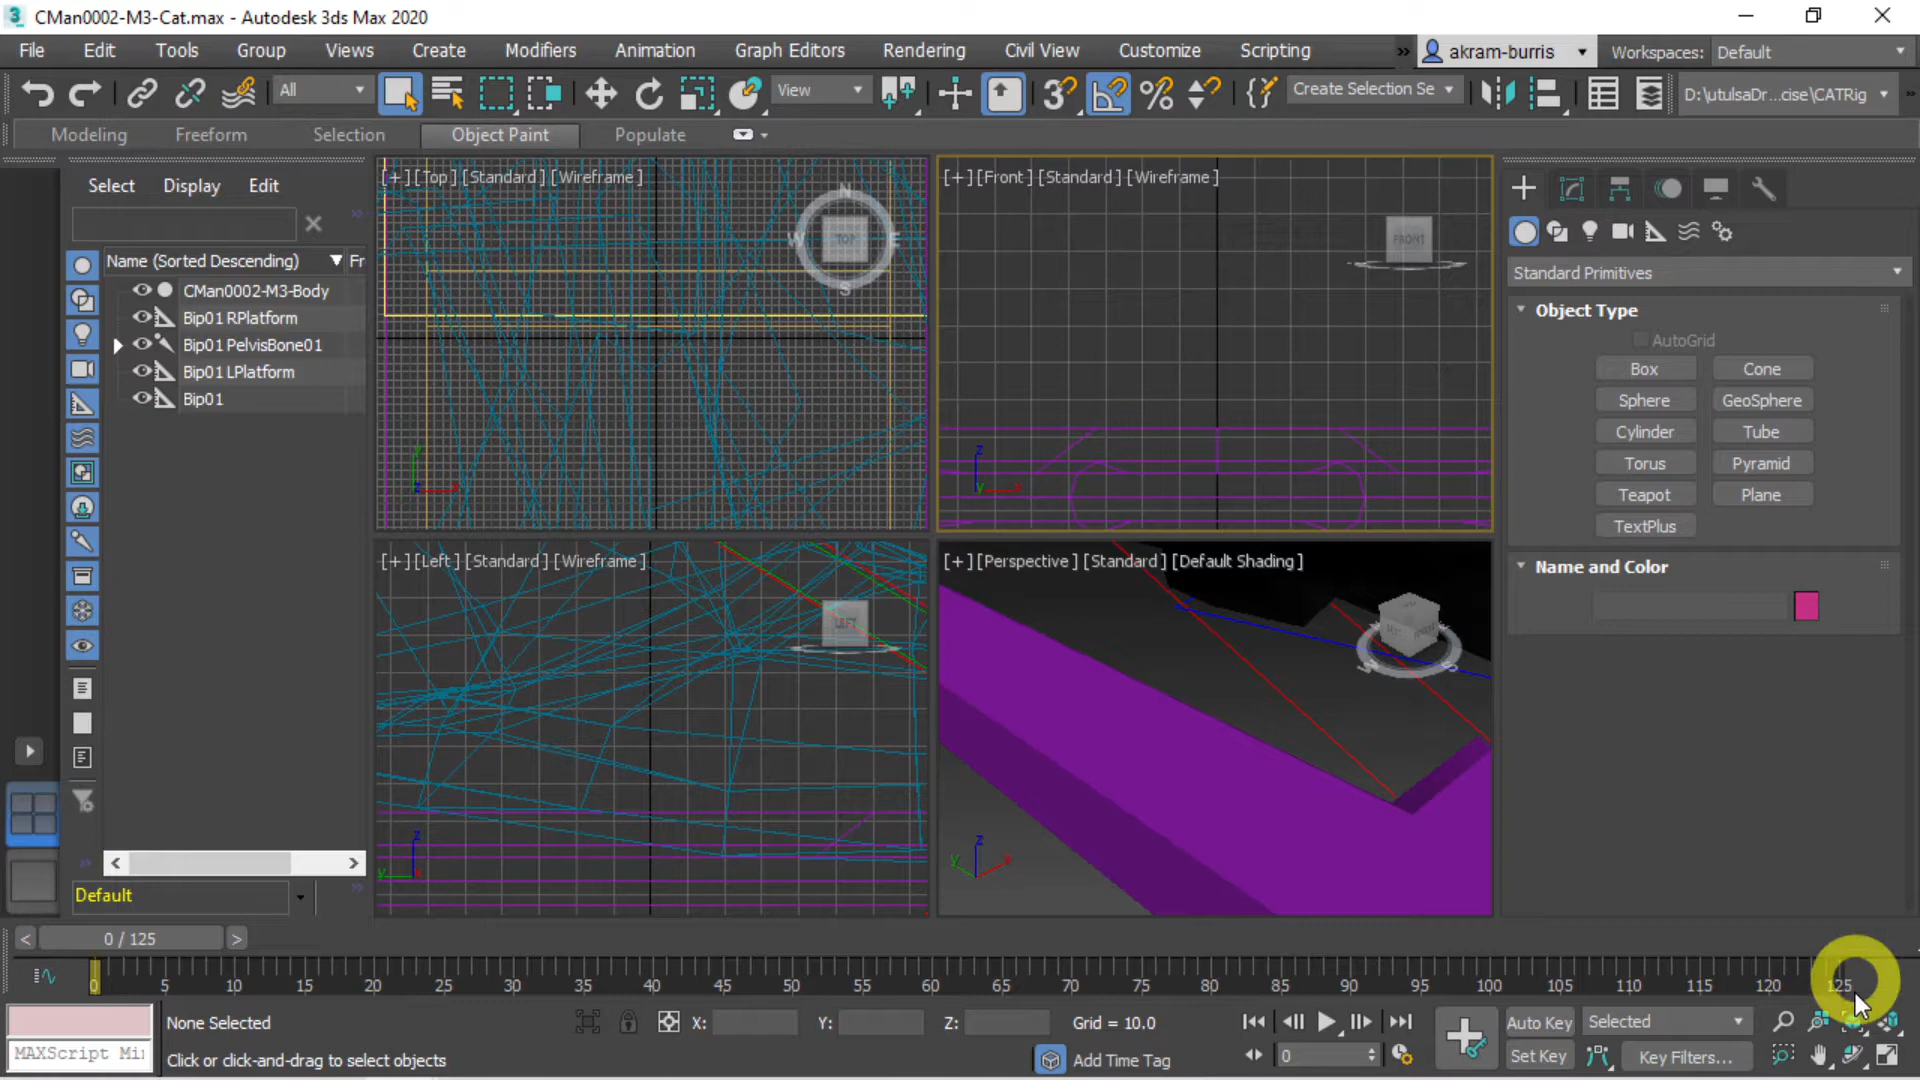 CMan0002-M3-Cat.max - Autodesk 3ds Max 2020
File Edit Tools Group Views Create Modifiers Animation Graph Editors Rendering Civil View Customize Scripting » akram-burris Workspaces: Default
All View Create Selection Se D:\utulsaDr...cise\CATRig »
Modeling Freeform Selection Object Paint Populate
Select Display Edit
Name (Sorted Descending) Fr
CMan0002-M3-Body
Bip01 RPlatform
Bip01 PelvisBone01
Bip01 LPlatform
Bip01
Default
[+] [Top] [Standard] [Wireframe]
N
W TOP E
S
[+] [Front] [Standard] [Wireframe]
FRONT
[+] [Left] [Standard] [Wireframe]
LEFT
[+] [Perspective] [Standard] [Default Shading]
Standard Primitives
Object Type
AutoGrid
Box Cone
Sphere GeoSphere
Cylinder Tube
Torus Pyramid
Teapot Plane
TextPlus
Name and Color
< 0 / 125 >
0 5 10 15 20 25 30 35 40 45 50 55 60 65 70 75 80 85 90 95 100 105 110 115 120 125
None Selected X: Y: Z: Grid = 10.0 Auto Key Selected
MAXScript Mi Click or click-and-drag to select objects Add Time Tag 0 Set Key Key Filters...